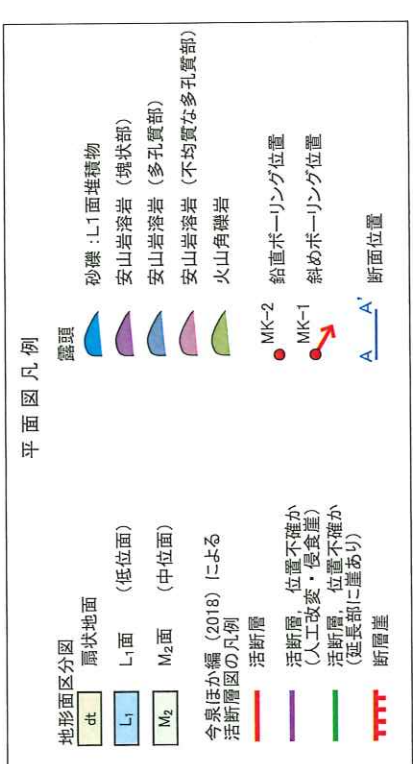 平面図凡例
地形面区分図
dt 扇状地面
L1 L1面 (低位面)
M2 M2面 (中位面)
今泉ほか編 (2018) による
活断層図の凡例
活断層
活断層, 位置不確か
(人工改変・侵食崖)
活断層, 位置不確か
(延長部に崖あり)
断層崖
露頭
砂礫:L1面堆積物
安山岩溶岩 (塊状部)
安山岩溶岩 (多孔質部)
安山岩溶岩 (不均質な多孔質部)
火山角礫岩
MK-2 鉛直ボーリング位置
MK-1 斜めボーリング位置
A A' 断面位置